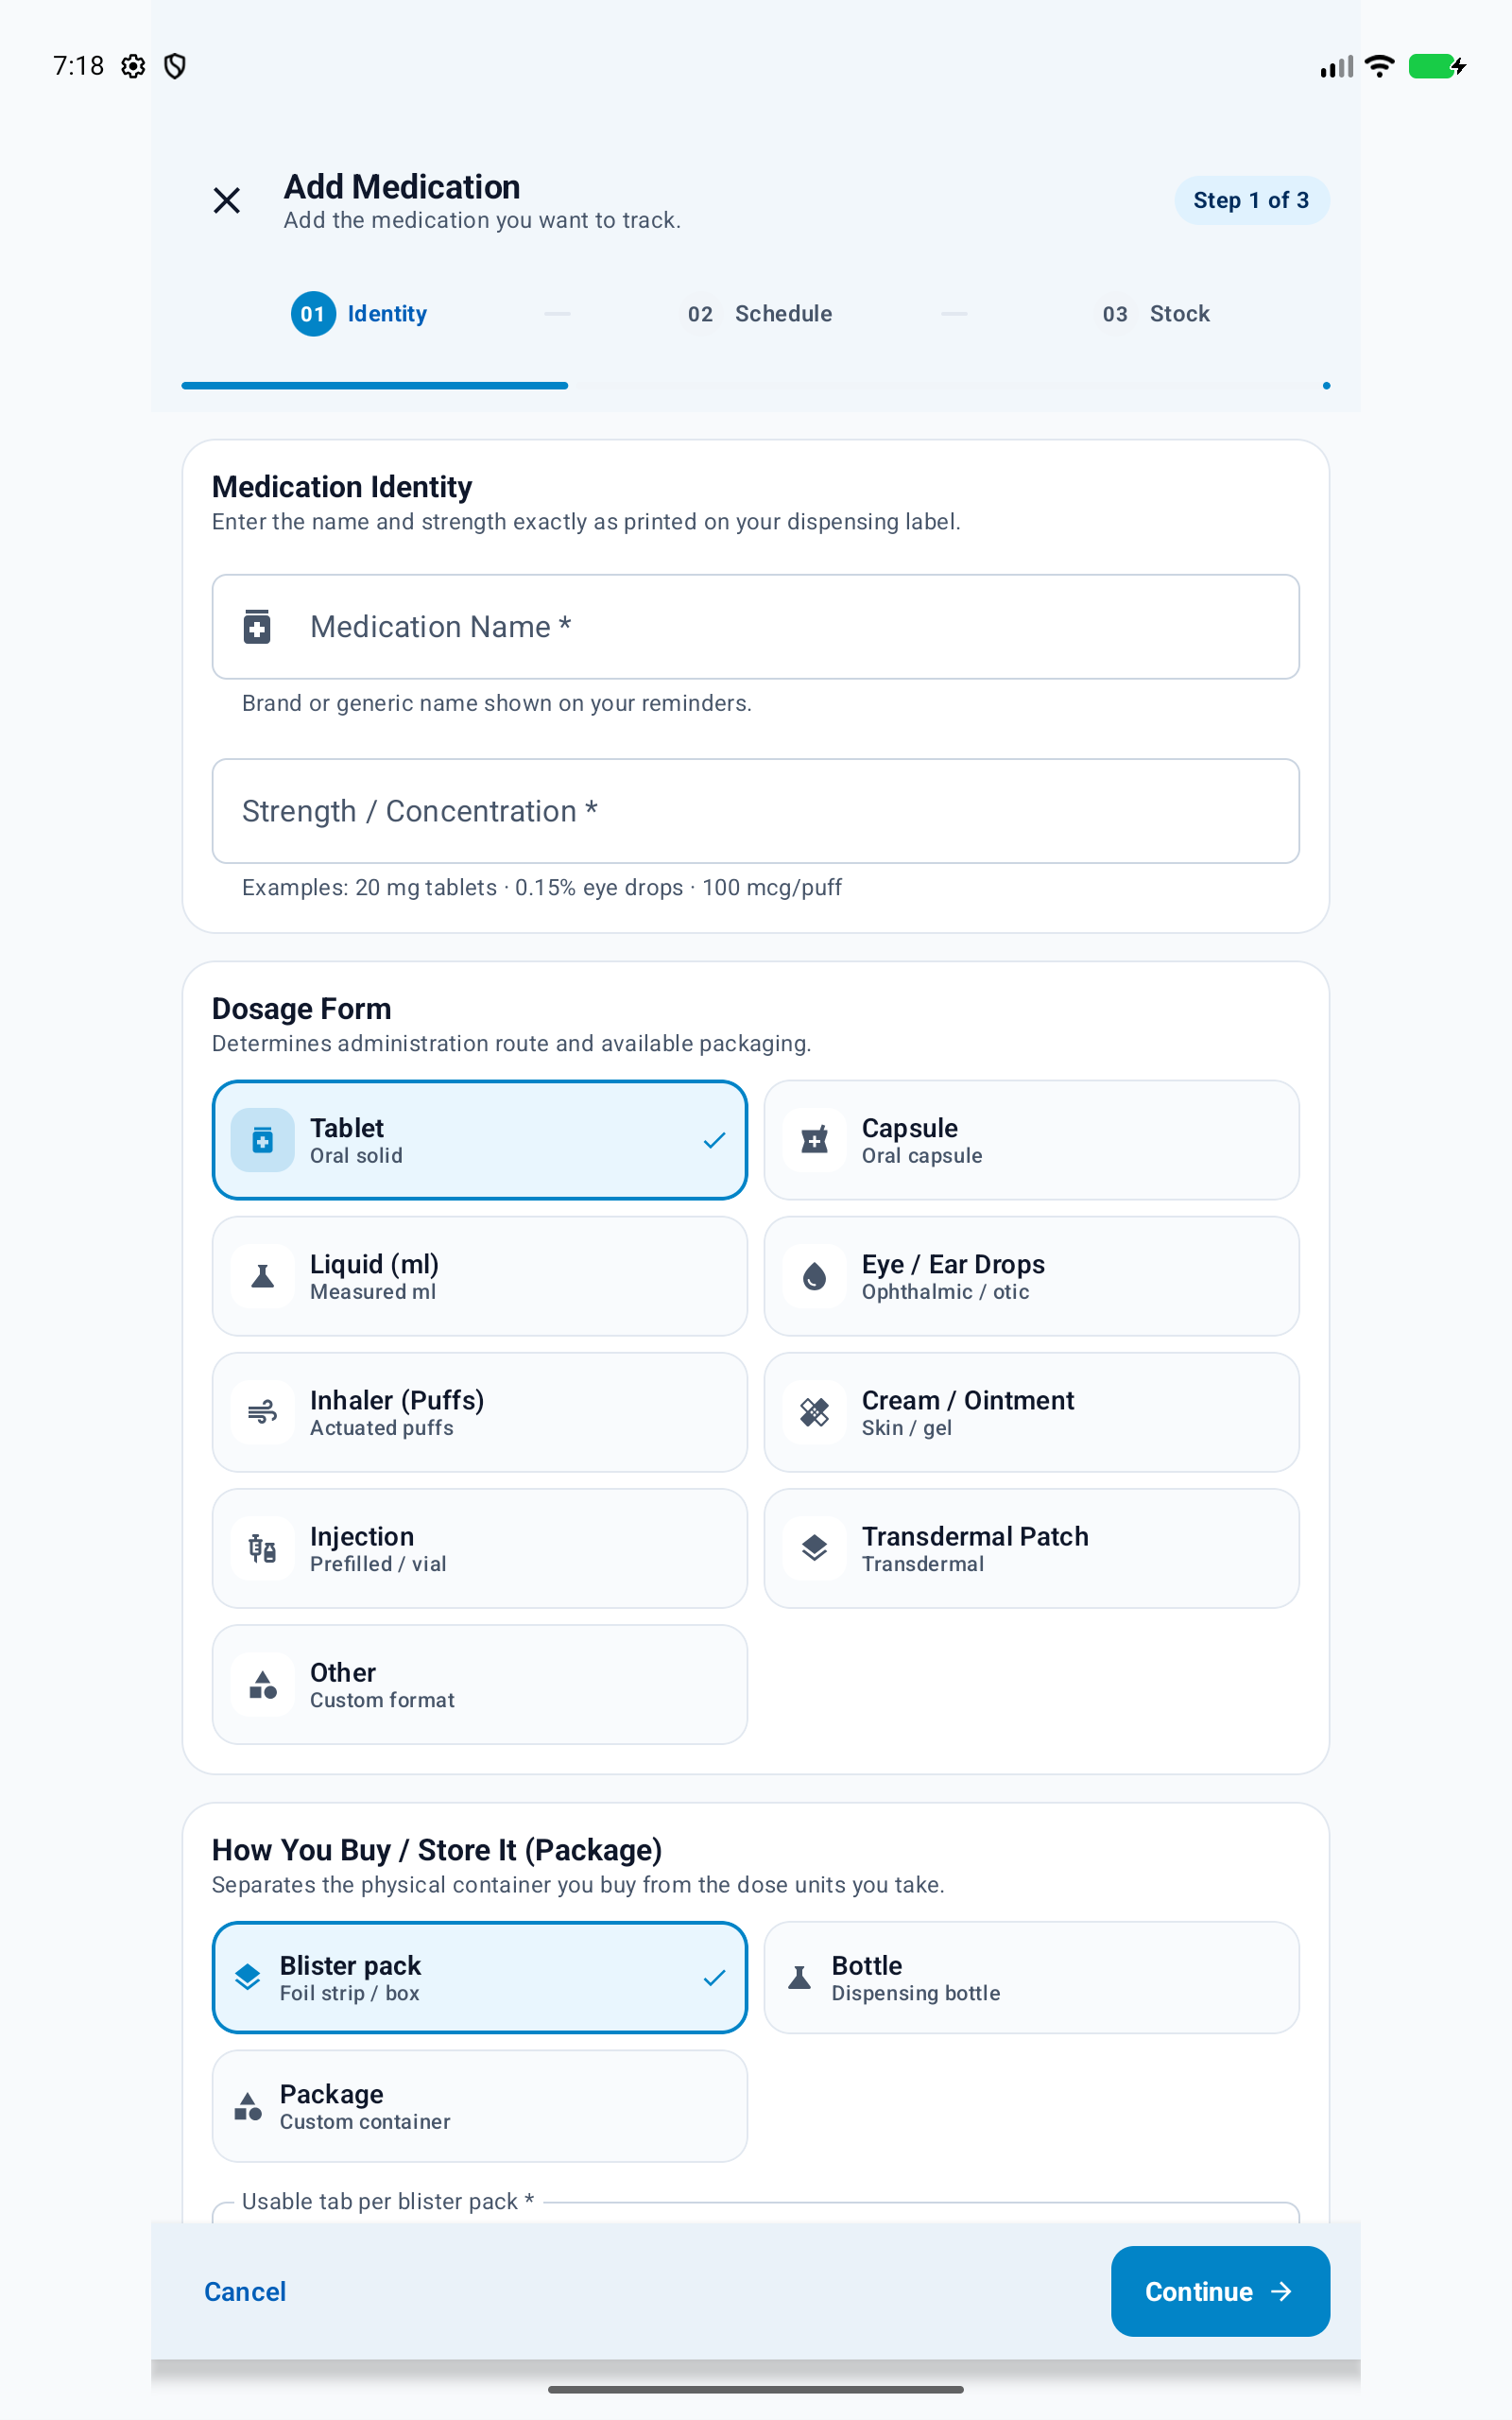 7:18
Add Medication
Add the medication you want to track.
Step 1 of 3
01 Identity
02 Schedule
03 Stock
Medication Identity
Enter the name and strength exactly as printed on your dispensing label.
Medication Name *
Brand or generic name shown on your reminders.
Strength / Concentration *
Examples: 20 mg tablets · 0.15% eye drops · 100 mcg/puff
Dosage Form
Determines administration route and available packaging.
Tablet
Oral solid
Capsule
Oral capsule
Liquid (ml)
Measured ml
Eye / Ear Drops
Ophthalmic / otic
Inhaler (Puffs)
Actuated puffs
Cream / Ointment
Skin / gel
Injection
Prefilled / vial
Transdermal Patch
Transdermal
Other
Custom format
How You Buy / Store It (Package)
Separates the physical container you buy from the dose units you take.
Blister pack
Foil strip / box
Bottle
Dispensing bottle
Package
Custom container
Usable tab per blister pack *
Cancel
Continue